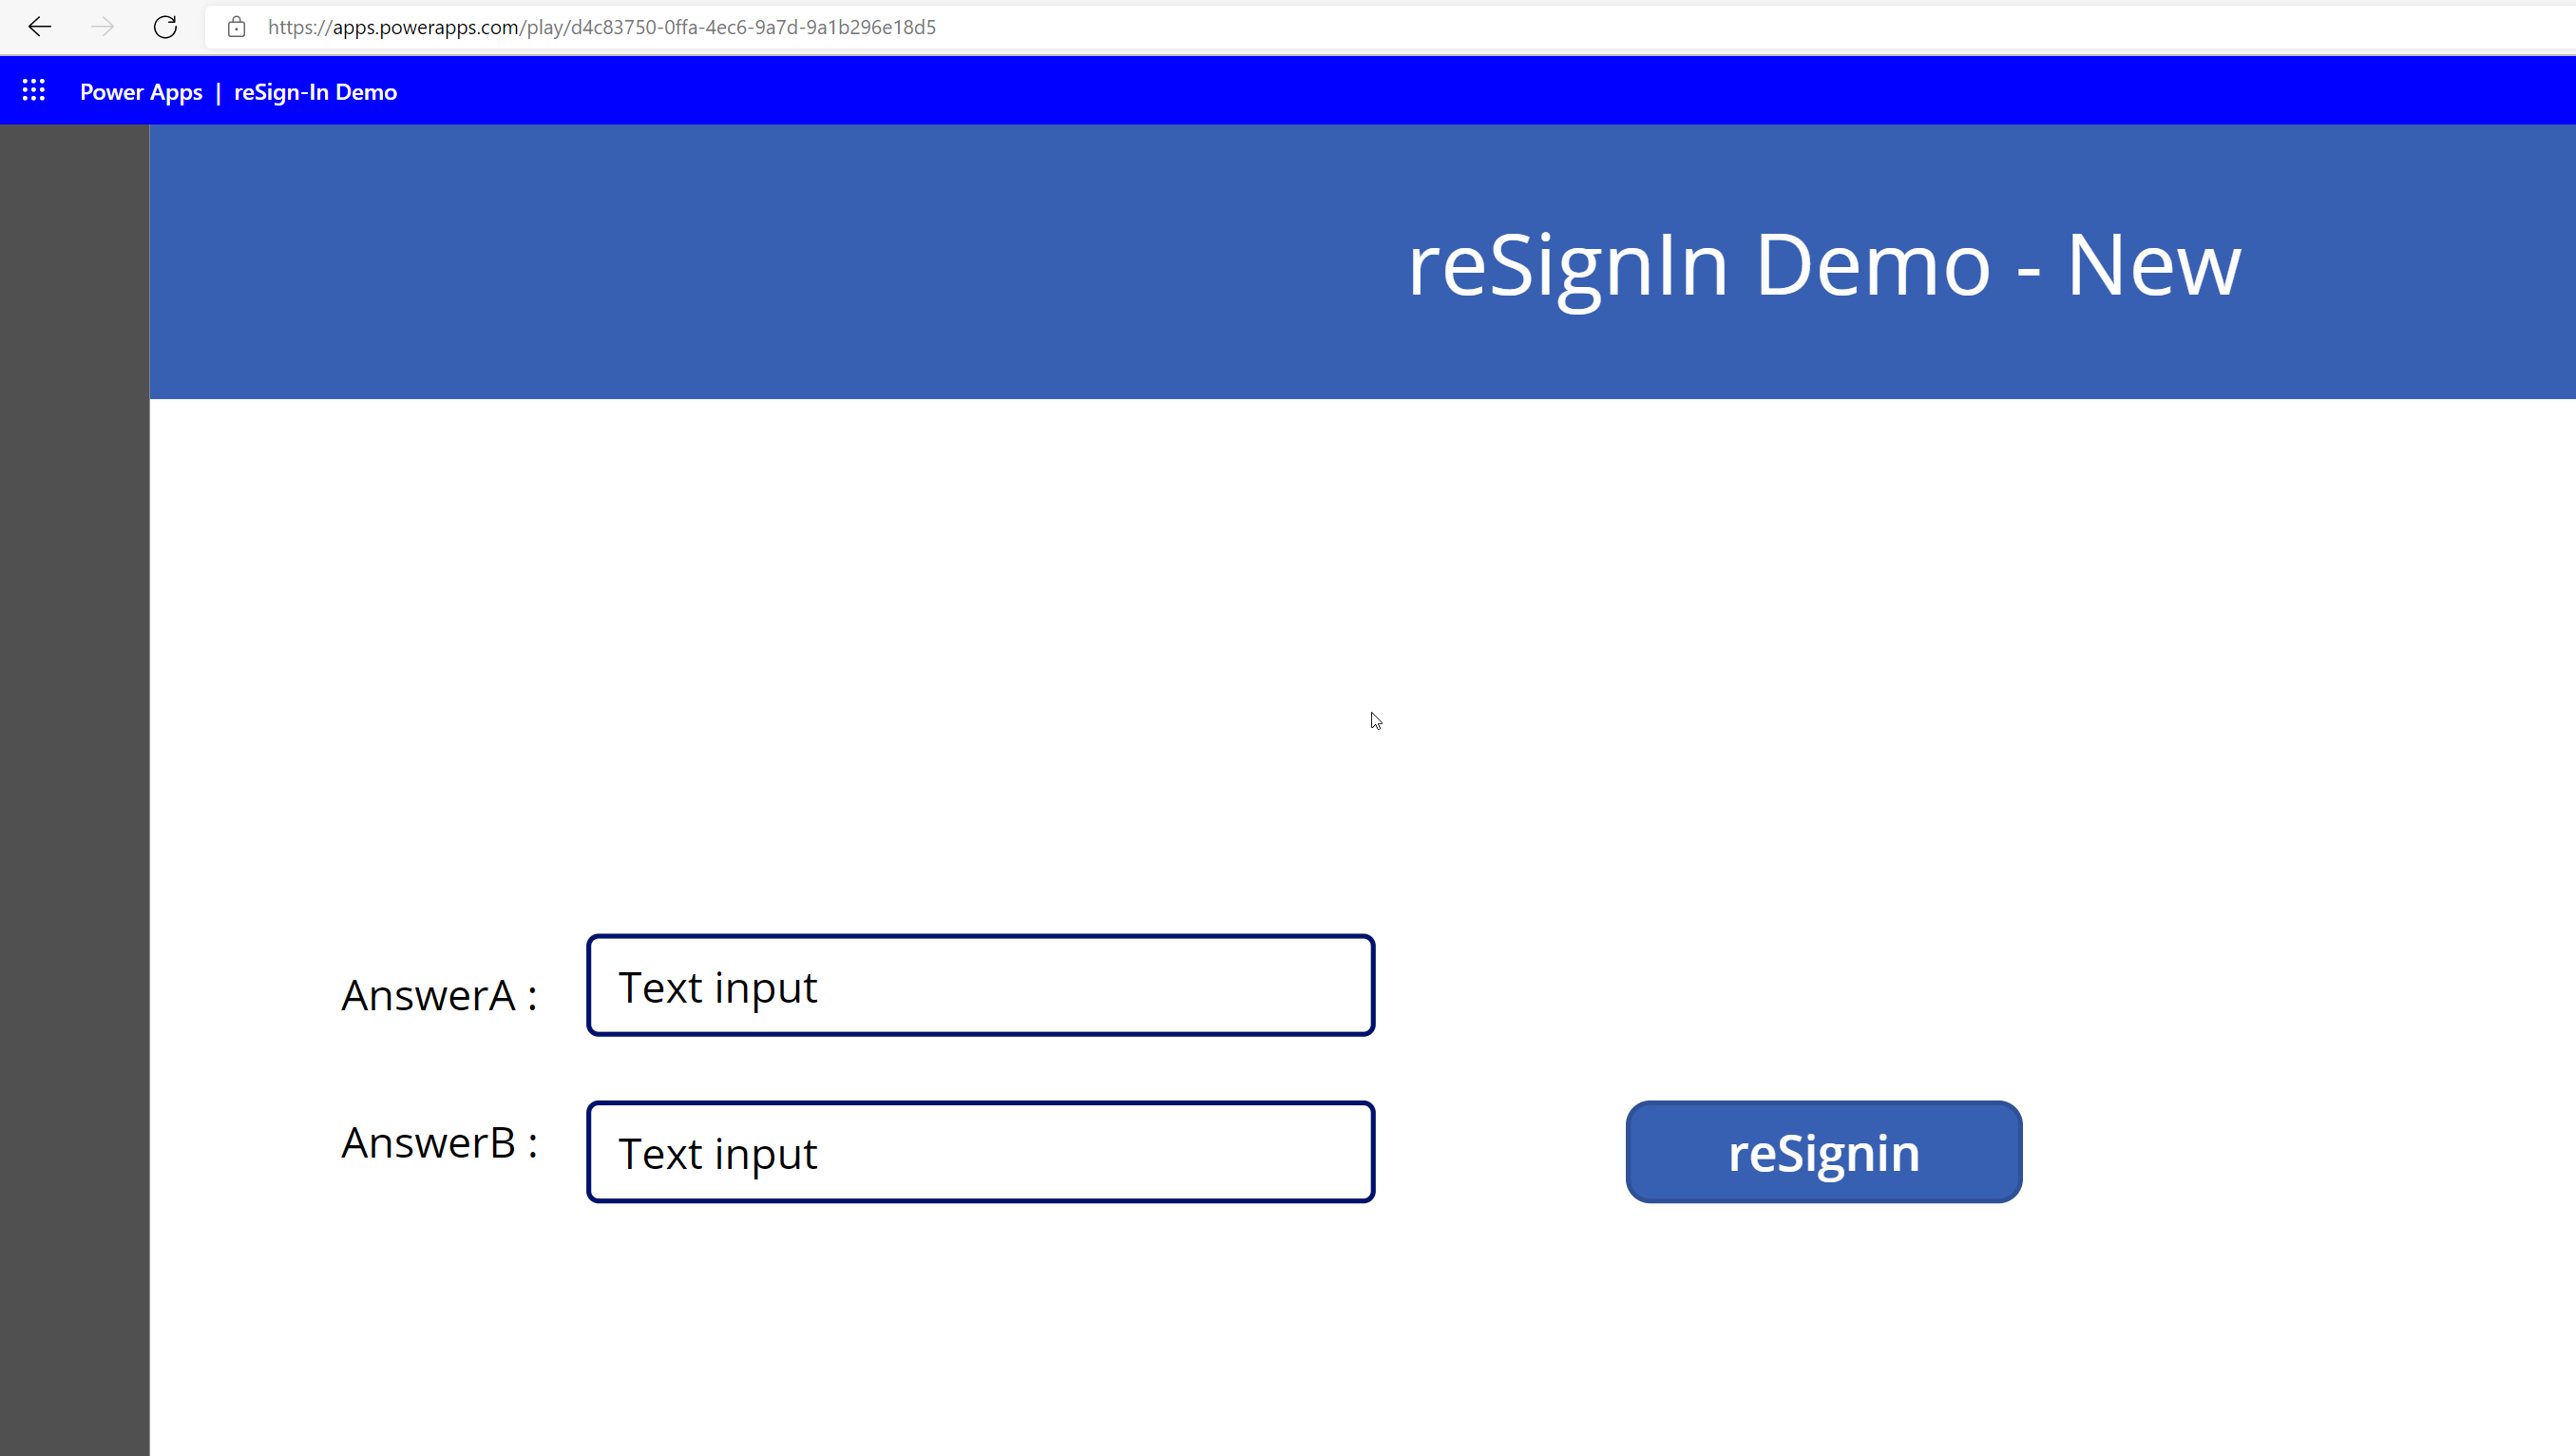 https://apps.powerapps.com/play/d4c83750-0ffa-4ec6-9a7d-9a1b296e18d5
Power Apps | reSign-In Demo
reSignIn Demo - New
AnswerA : Text input
AnswerB : Text input
reSignin